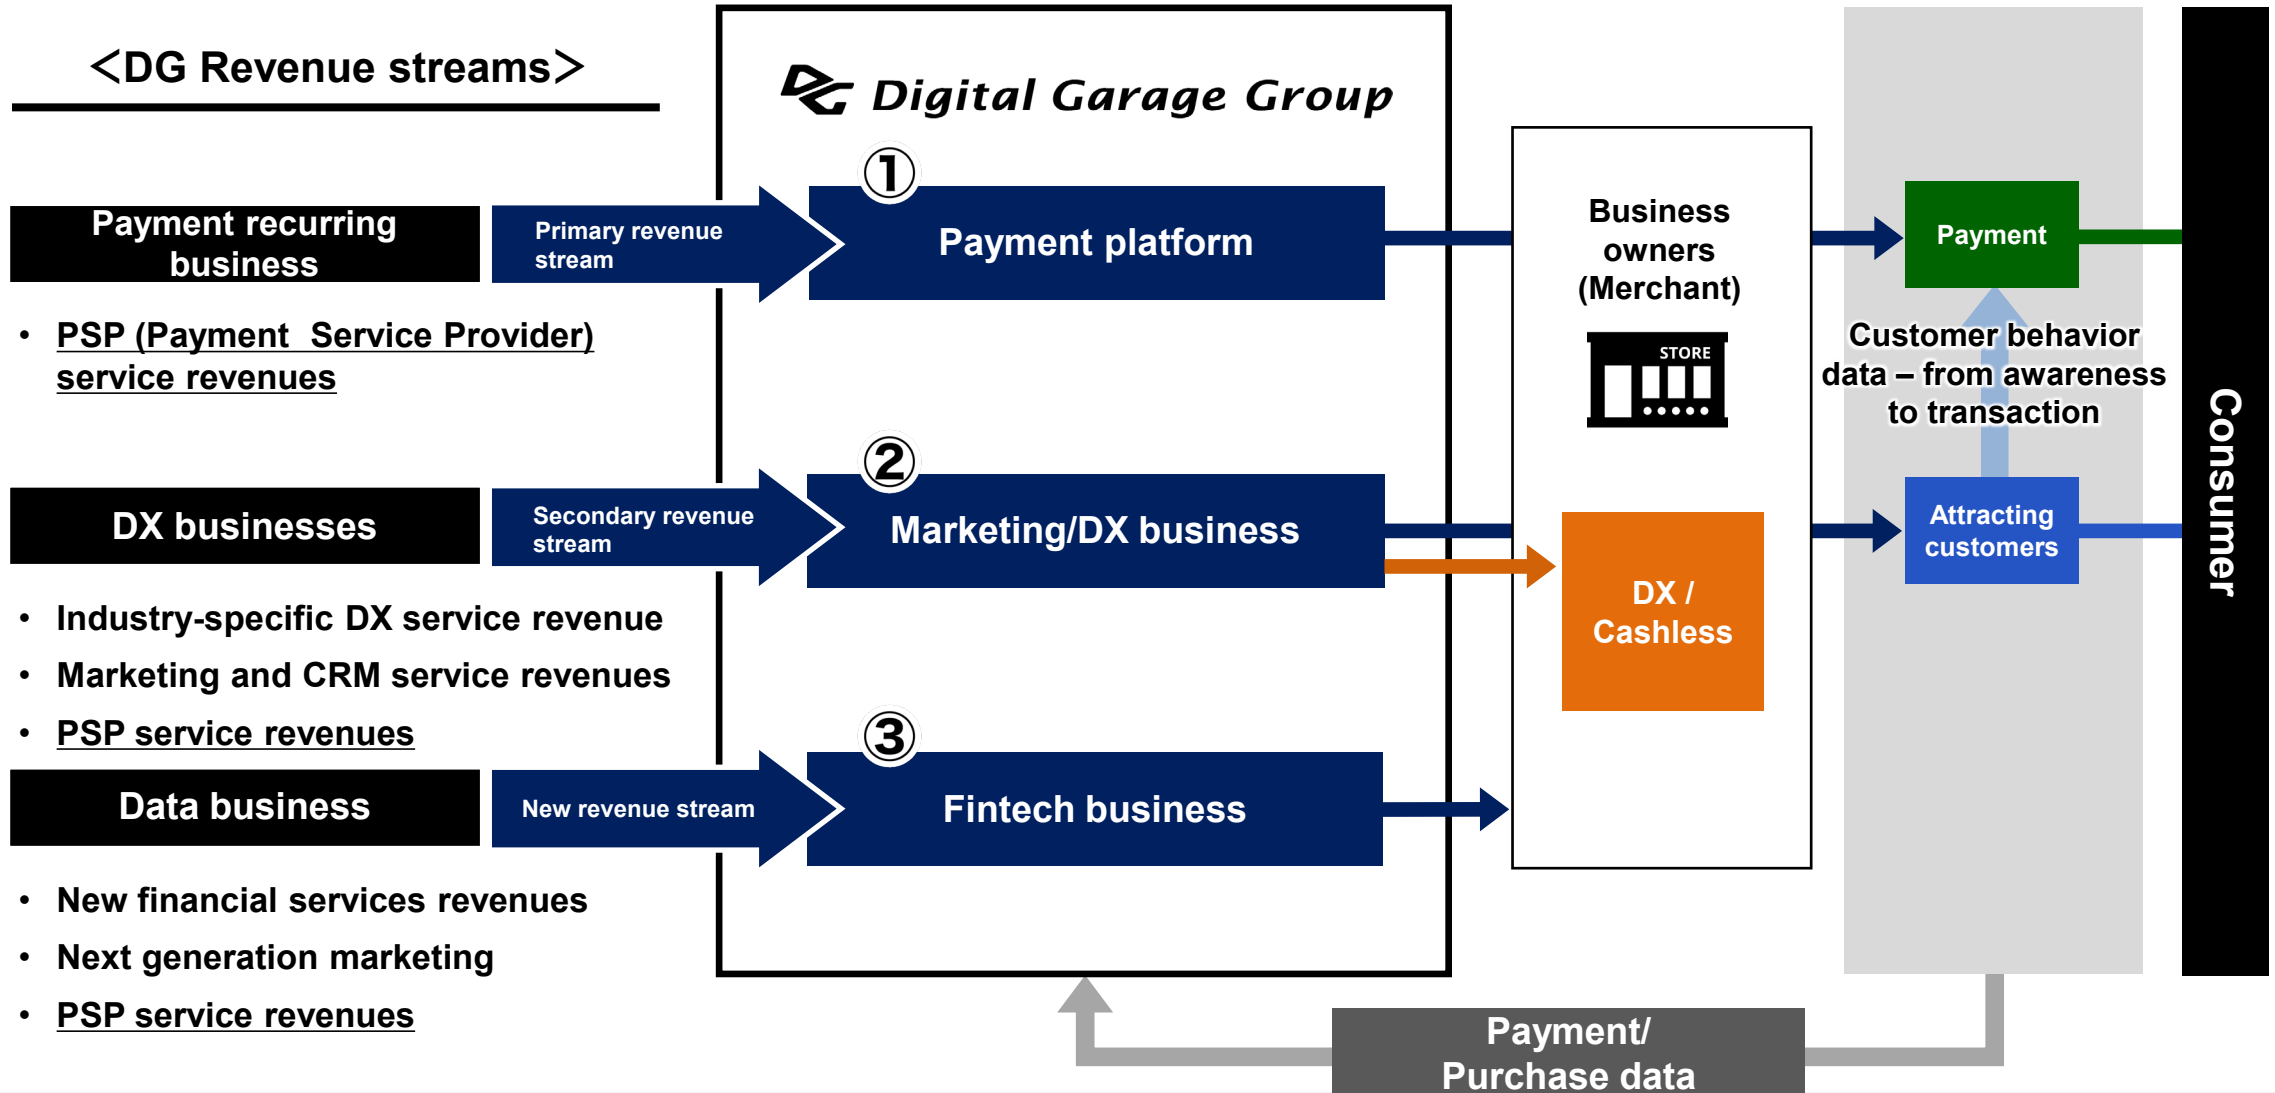 <DG Revenue streams>
Payment recurring
business
Primary revenue
stream
• PSP (Payment Service Provider)
service revenues
DX businesses
Secondary revenue
stream
• Industry-specific DX service revenue
• Marketing and CRM service revenues
• PSP service revenues
Data business
New revenue stream
• New financial services revenues
• Next generation marketing
• PSP service revenues
DG Digital Garage Group
①
Payment platform
②
Marketing/DX business
③
Fintech business
Business
owners
(Merchant)
STORE
DX /
Cashless
Payment
Customer behavior
data – from awareness
to transaction
Attracting
customers
Consumer
Payment/
Purchase data